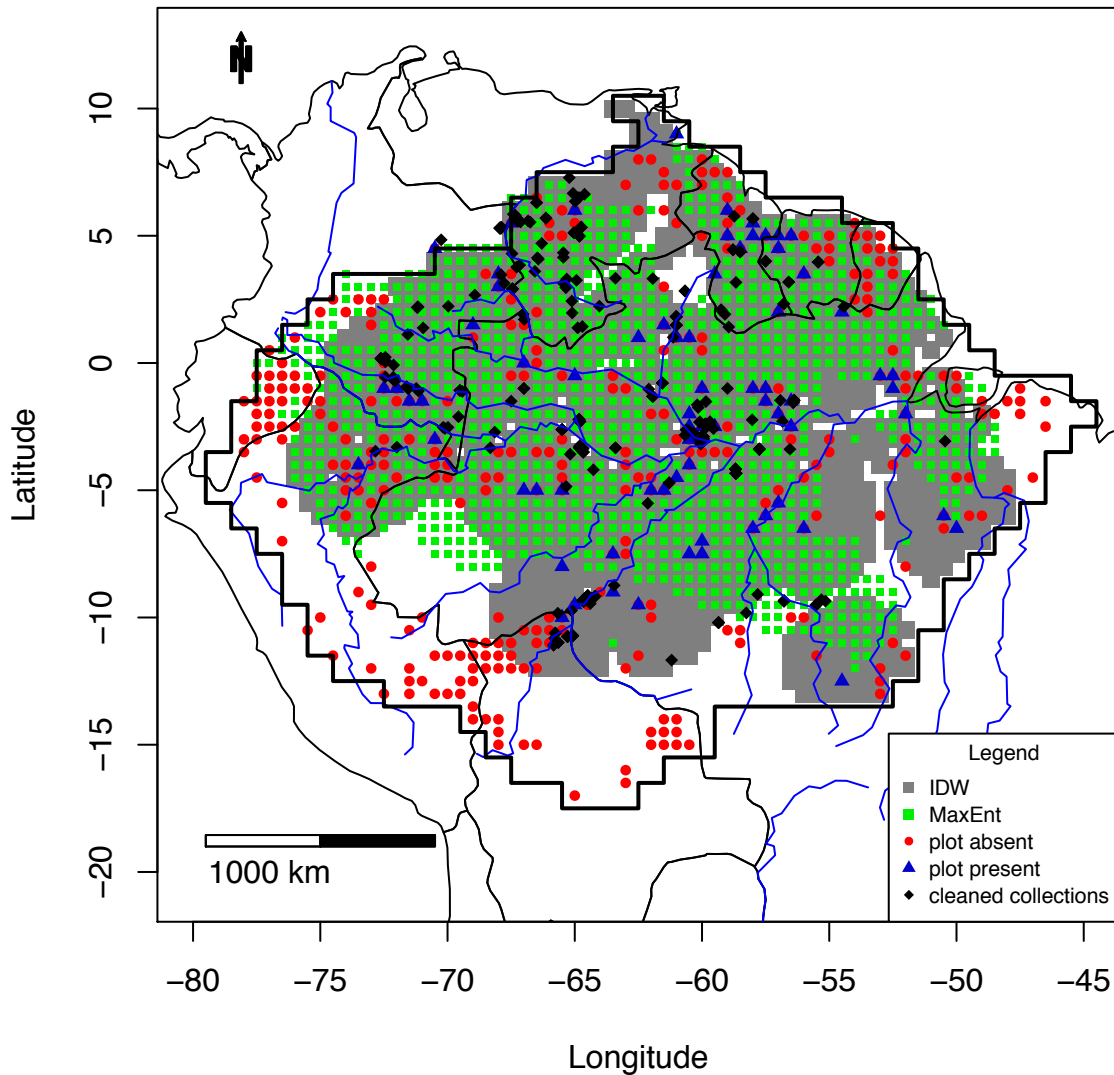 N
10
5
0
−5
−10
−15
−20
Latitude
1000 km
Legend
IDW
MaxEnt
plot absent
plot present
cleaned collections
−80 −75 −70 −65 −60 −55 −50 −45
Longitude